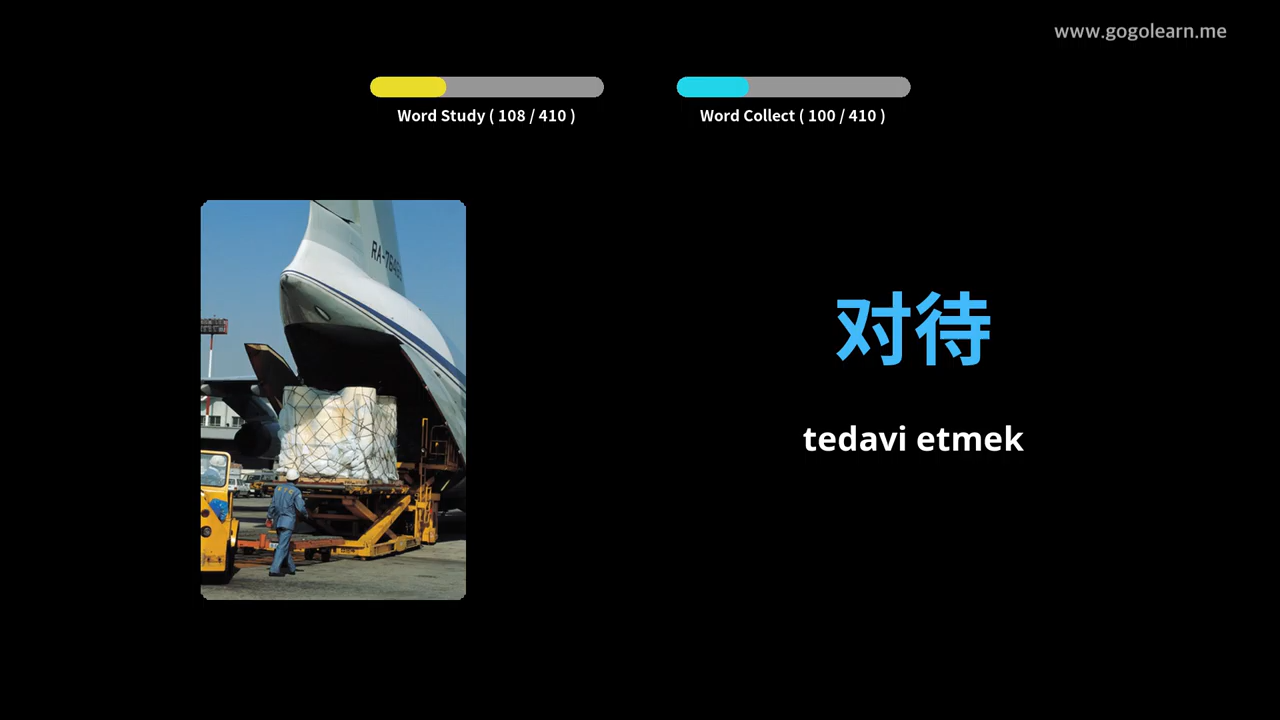 www.gogolearn.me
Word Study ( 108 / 410 )
Word Collect ( 100 / 410 )
对待
tedavi etmek